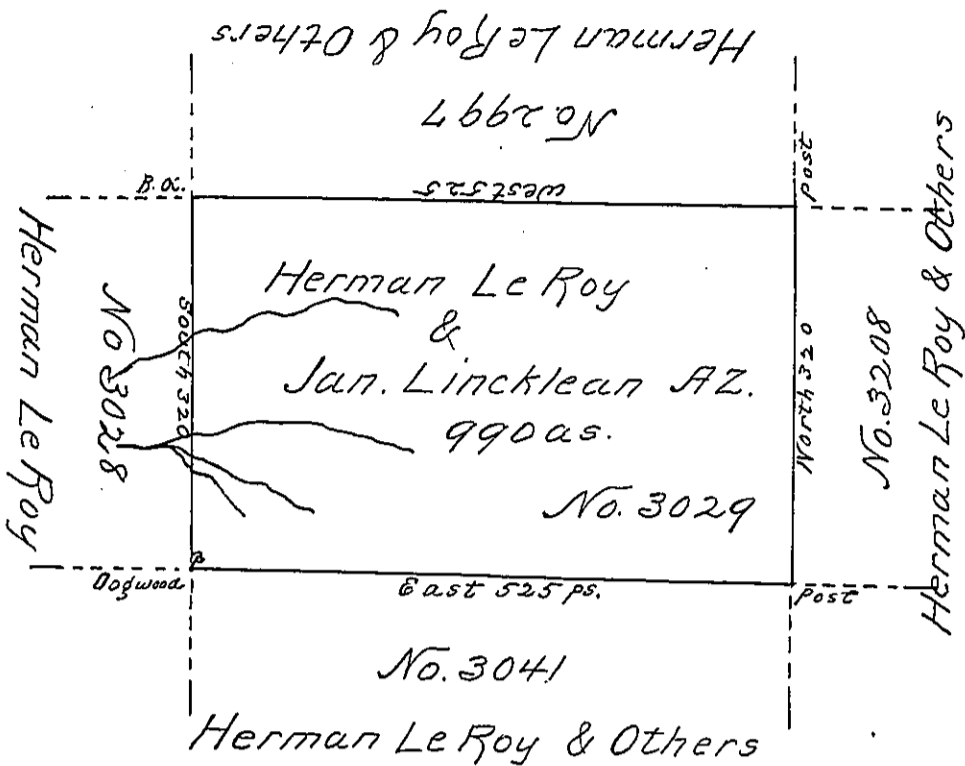 Herman Le Roy & Others
No. 2997
B. O.
West 525
Post
Herman Le Roy
No 3028
South 320
Herman Le Roy
&
Jan. Lincklean AZ.
990 as.
No. 3029
North 320
No. 3208
Herman Le Roy & Others
Dogwood
P
East 525 ps.
Post
No. 3041
Herman Le Roy & Others